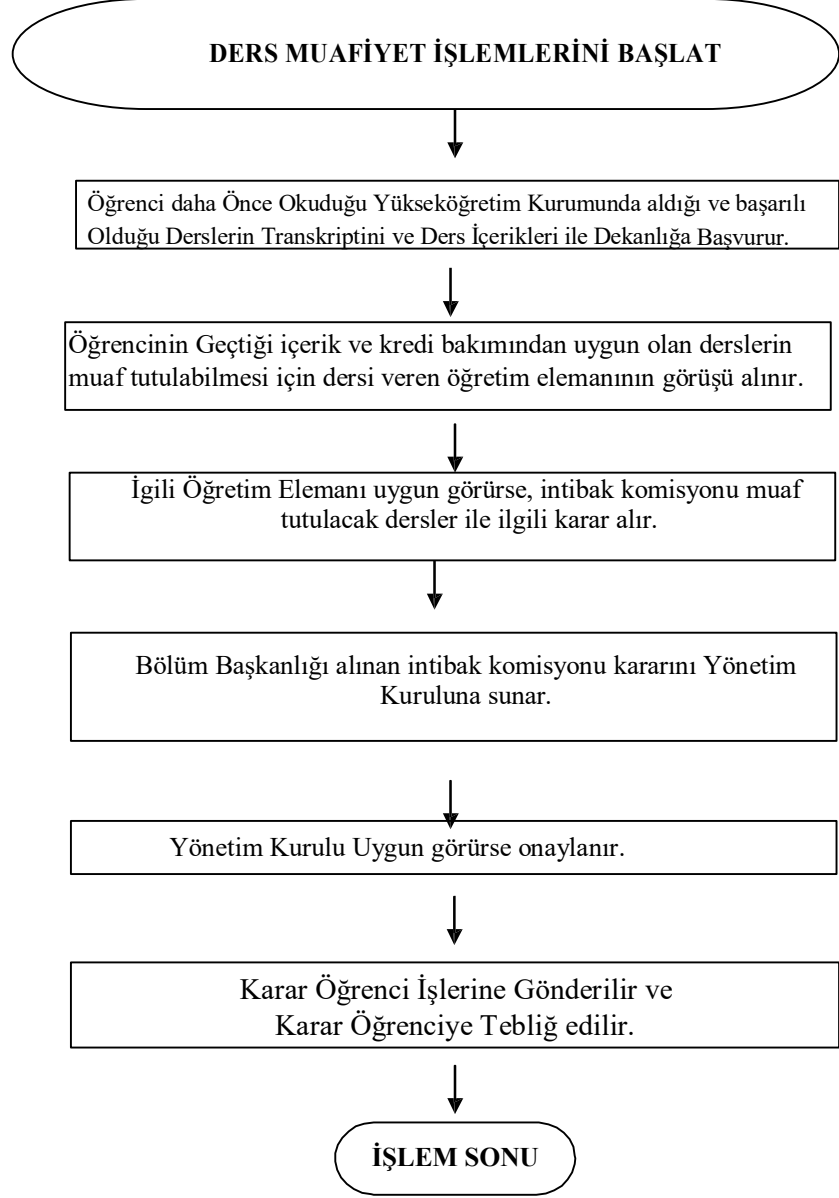 DERS MUAFİYET İŞLEMLERİNİ BAŞLAT
Öğrenci daha Önce Okuduğu Yükseköğretim Kurumunda aldığı ve başarılı
Olduğu Derslerin Transkriptini ve Ders İçerikleri ile Dekanlığa Başvurur.
Öğrencinin Geçtiği içerik ve kredi bakımından uygun olan derslerin
muaf tutulabilmesi için dersi veren öğretim elemanının görüşü alınır.
İgili Öğretim Elemanı uygun görürse, intibak komisyonu muaf
tutulacak dersler ile ilgili karar alır.
Bölüm Başkanlığı alınan intibak komisyonu kararını Yönetim
Kuruluna sunar.
Yönetim Kurulu Uygun görürse onaylanır.
Karar Öğrenci İşlerine Gönderilir ve
Karar Öğrenciye Tebliğ edilir.
İŞLEM SONU